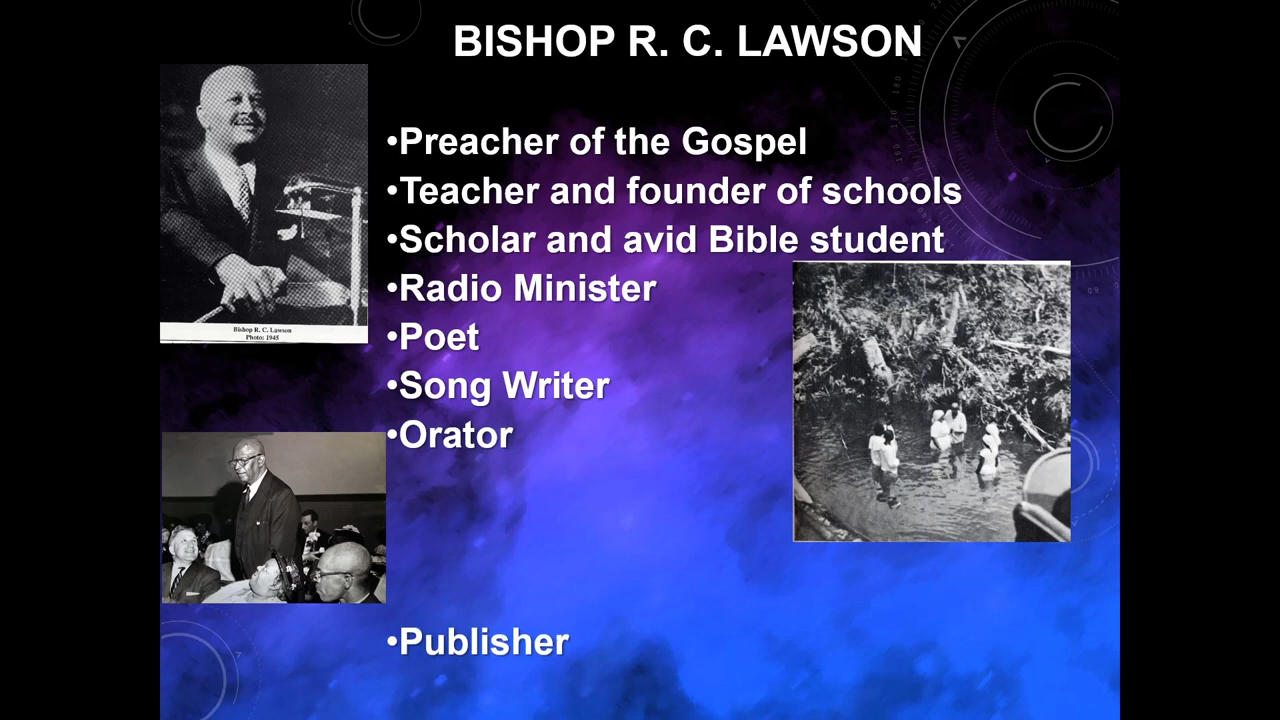 BISHOP R. C. LAWSON
•Preacher of the Gospel
•Teacher and founder of schools
•Scholar and avid Bible student
•Radio Minister
•Poet
•Song Writer
•Orator
•Publisher
Bishop R. C. Lawson
Photo: 1945